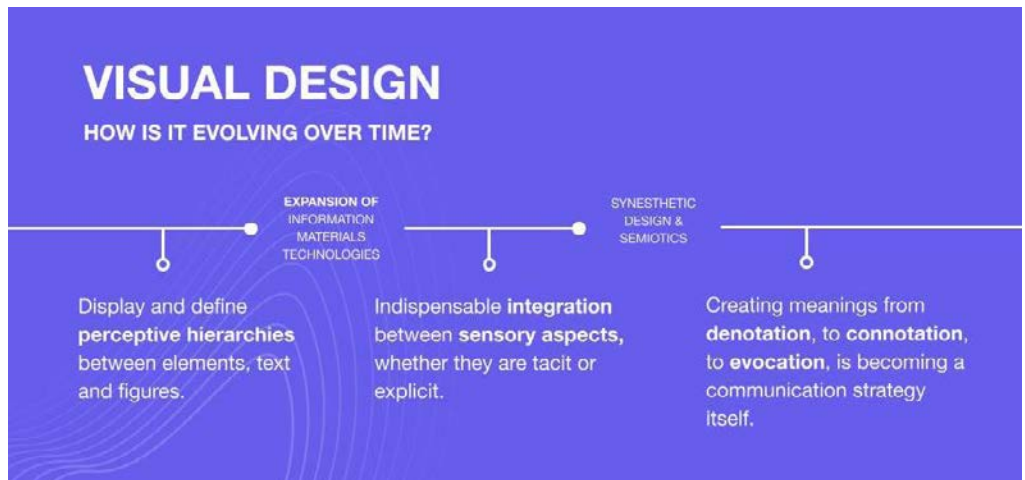 VISUAL DESIGN
HOW IS IT EVOLVING OVER TIME?
EXPANSION OF
INFORMATION
MATERIALS
TECHNOLOGIES
SYNESTHETIC
DESIGN &
SEMIOTICS
Display and define
perceptive hierarchies
between elements, text
and figures.
Indispensable integration
between sensory aspects,
whether they are tacit or
explicit.
Creating meanings from
denotation, to connotation,
to evocation, is becoming a
communication strategy
itself.